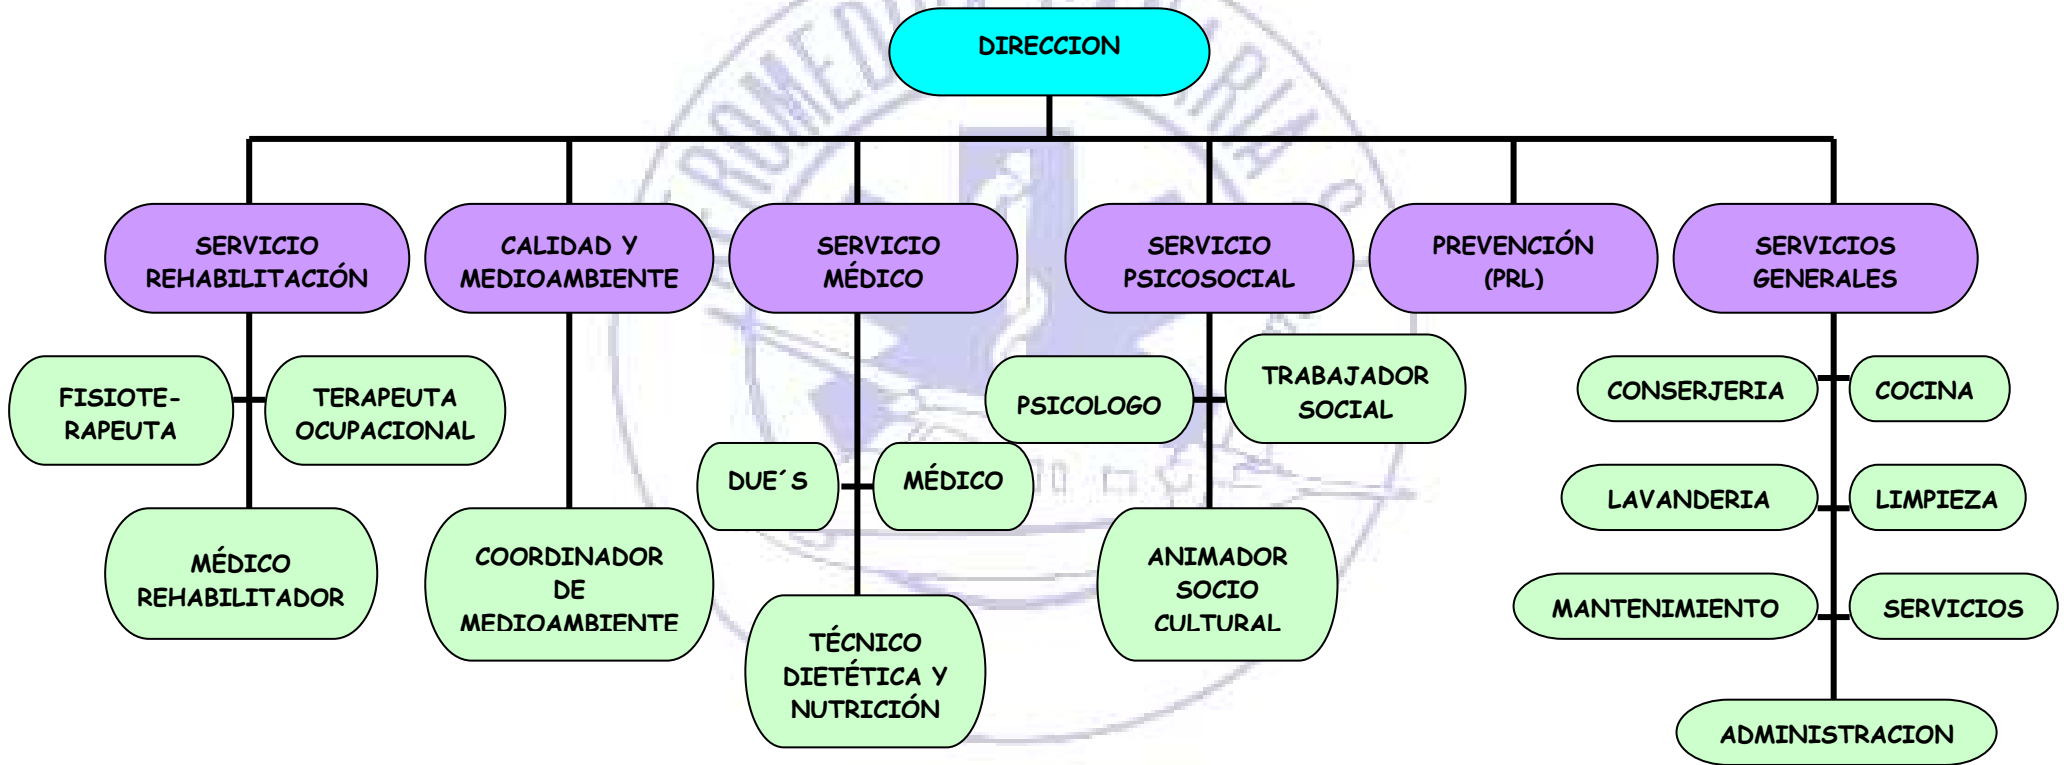 DIRECCION
SERVICIO
REHABILITACIÓN
CALIDAD Y
MEDIOAMBIENTE
SERVICIO
MÉDICO
SERVICIO
PSICOSOCIAL
PREVENCIÓN
(PRL)
SERVICIOS
GENERALES
FISIOTE-
RAPEUTA
TERAPEUTA
OCUPACIONAL
MÉDICO
REHABILITADOR
COORDINADOR
DE
MEDIOAMBIENTE
DUE´S
MÉDICO
TÉCNICO
DIETÉTICA Y
NUTRICIÓN
PSICOLOGO
TRABAJADOR
SOCIAL
ANIMADOR
SOCIO
CULTURAL
CONSERJERIA
COCINA
LAVANDERIA
LIMPIEZA
MANTENIMIENTO
SERVICIOS
ADMINISTRACION